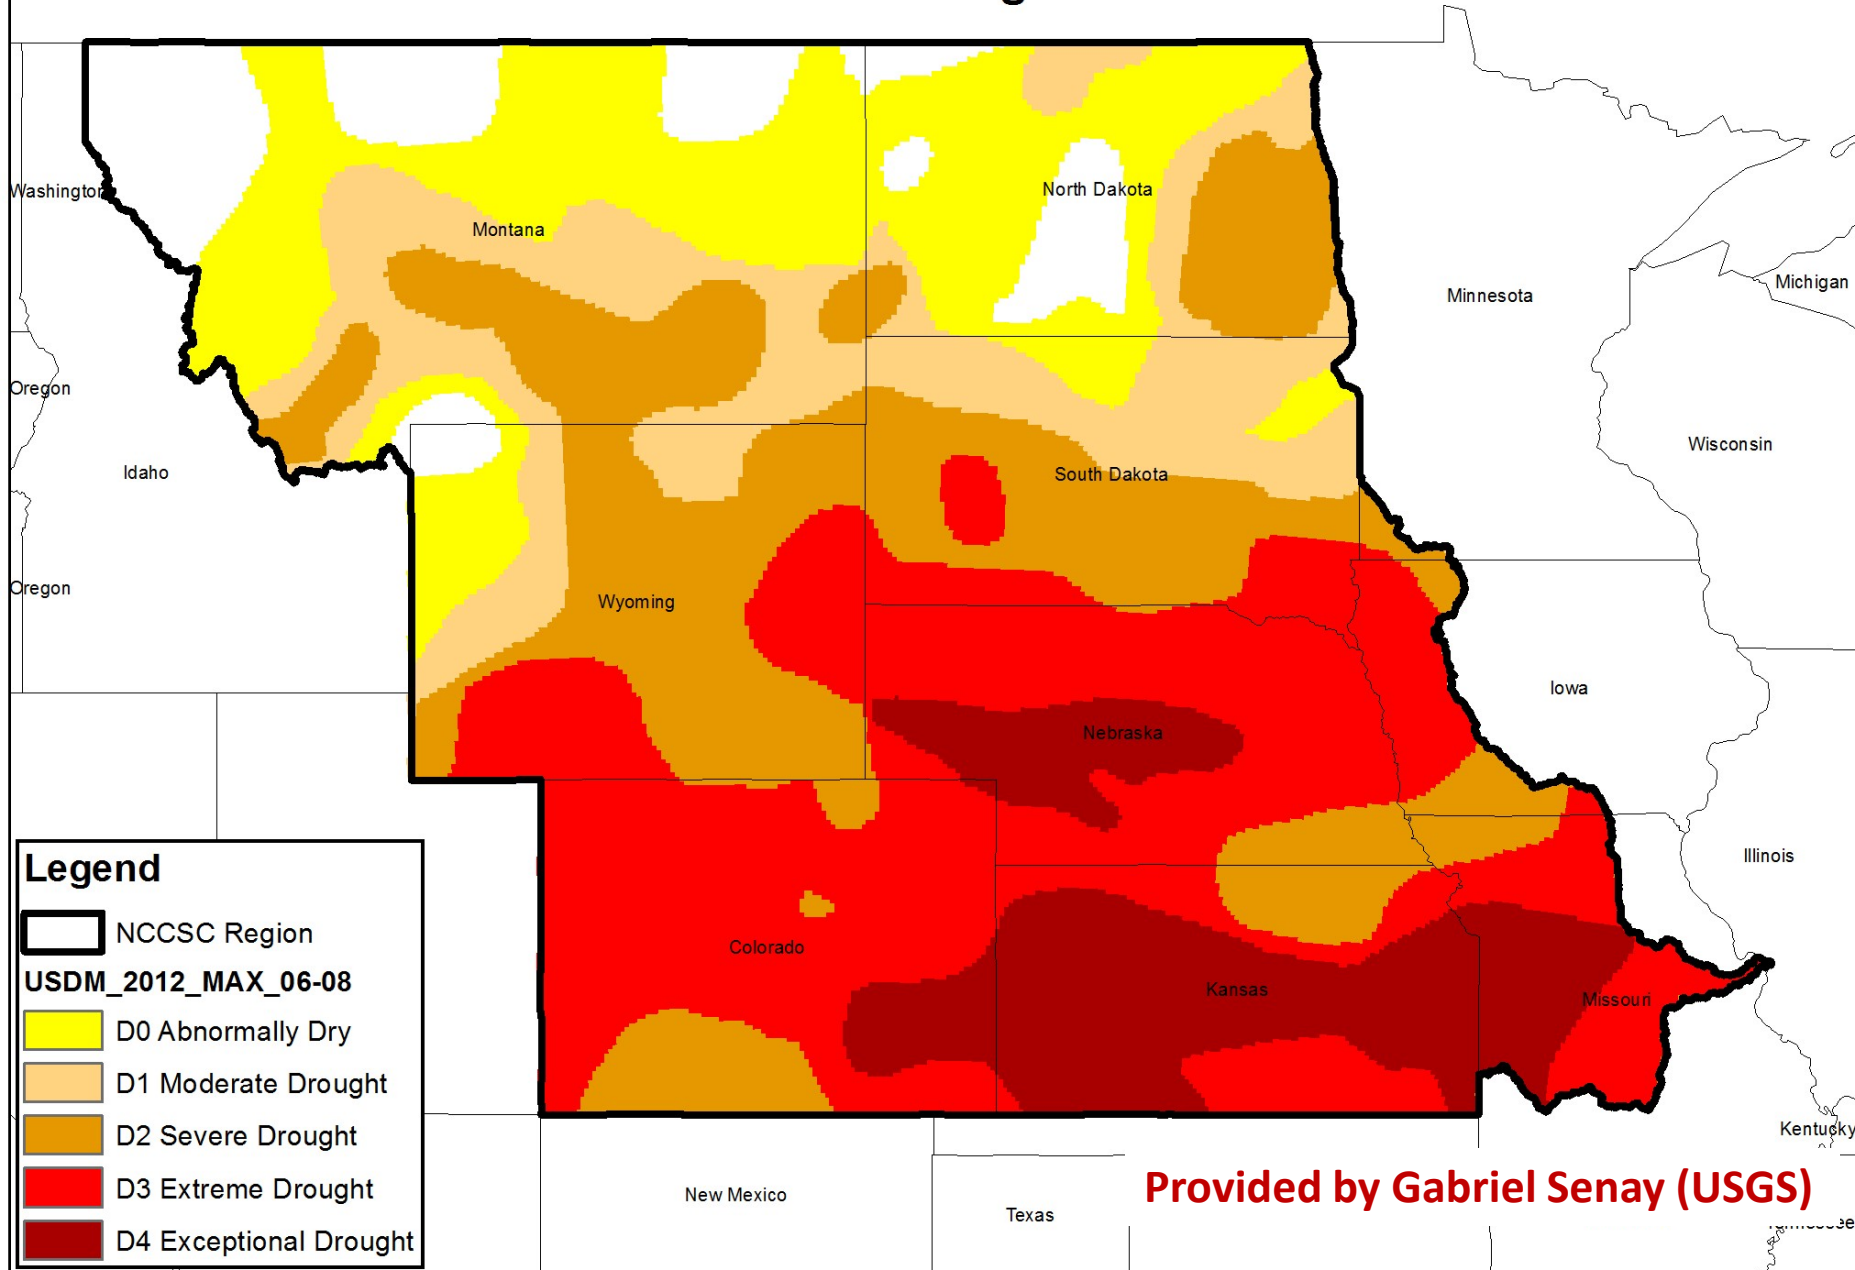 Washington
Montana
North Dakota
Minnesota
Michigan
Oregon
Idaho
South Dakota
Wisconsin
Oregon
Wyoming
Iowa
Nebraska
Illinois
Colorado
Kansas
Missouri
Kentucky
New Mexico
Texas
Legend
NCCSC Region
USDM_2012_MAX_06-08
D0 Abnormally Dry
D1 Moderate Drought
D2 Severe Drought
D3 Extreme Drought
D4 Exceptional Drought
Provided by Gabriel Senay (USGS)